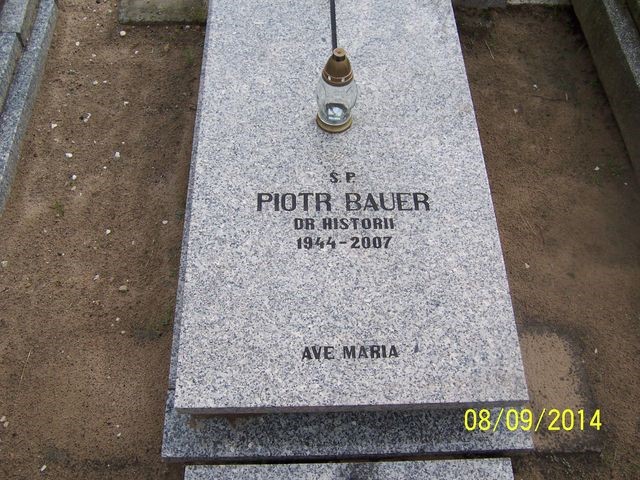 Ś. P.
PIOTR BAUER
DR HISTORII
1944-2007
AVE MARIA
08/09/2014